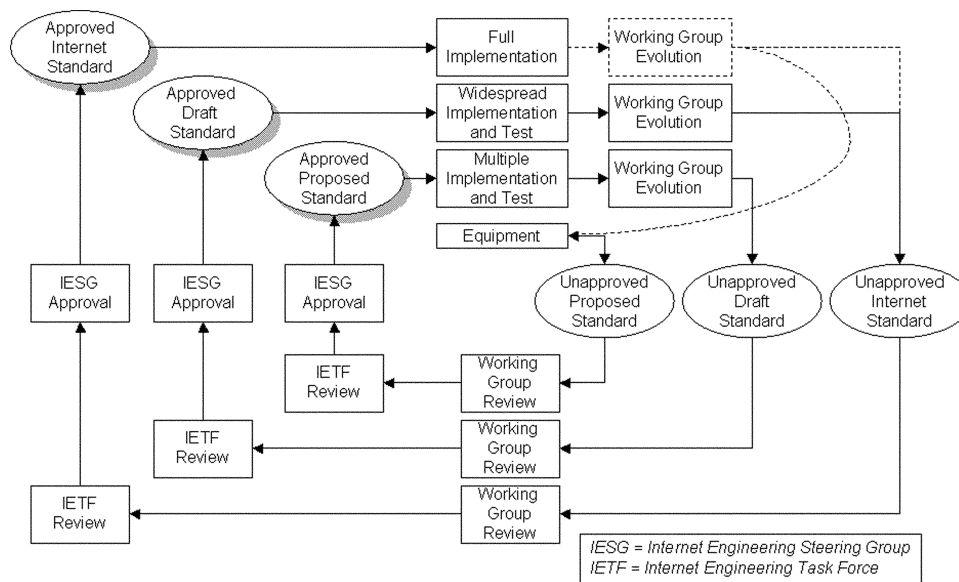 Approved
Internet
Standard
Full
Implementation
Working Group
Evolution
Approved
Draft
Standard
Widespread
Implementation
and Test
Working Group
Evolution
Approved
Proposed
Standard
Multiple
Implementation
and Test
Working Group
Evolution
Equipment
IESG
Approval
IESG
Approval
IESG
Approval
Unapproved
Proposed
Standard
Unapproved
Draft
Standard
Unapproved
Internet
Standard
IETF
Review
Working
Group
Review
IETF
Review
Working
Group
Review
IETF
Review
Working
Group
Review
IESG = Internet Engineering Steering Group
IETF = Internet Engineering Task Force